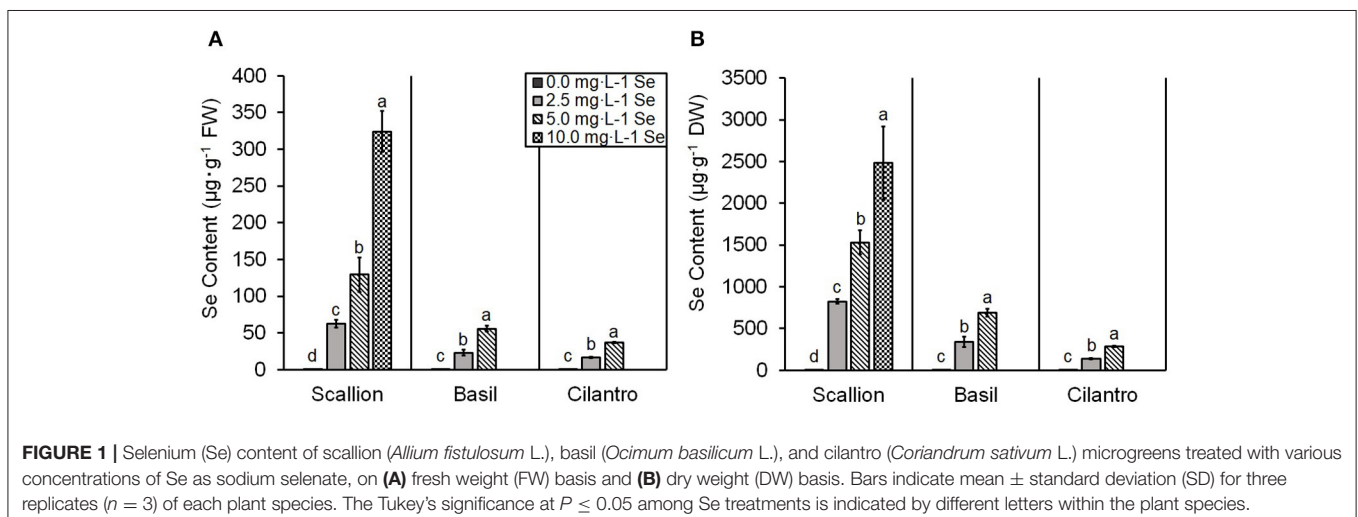 A
Se Content (µg·g⁻¹ FW)
400
350
300
250
200
150
100
50
0
0.0 mg·L-1 Se
2.5 mg·L-1 Se
5.0 mg·L-1 Se
10.0 mg·L-1 Se
d
c
b
a
c
b
a
c
b
a
Scallion
Basil
Cilantro
B
Se Content (µg·g⁻¹ DW)
3500
3000
2500
2000
1500
1000
500
0
d
c
b
a
c
b
a
c
b
a
Scallion
Basil
Cilantro
FIGURE 1 | Selenium (Se) content of scallion (Allium fistulosum L.), basil (Ocimum basilicum L.), and cilantro (Coriandrum sativum L.) microgreens treated with various
concentrations of Se as sodium selenate, on (A) fresh weight (FW) basis and (B) dry weight (DW) basis. Bars indicate mean ± standard deviation (SD) for three
replicates (n = 3) of each plant species. The Tukey's significance at P ≤ 0.05 among Se treatments is indicated by different letters within the plant species.